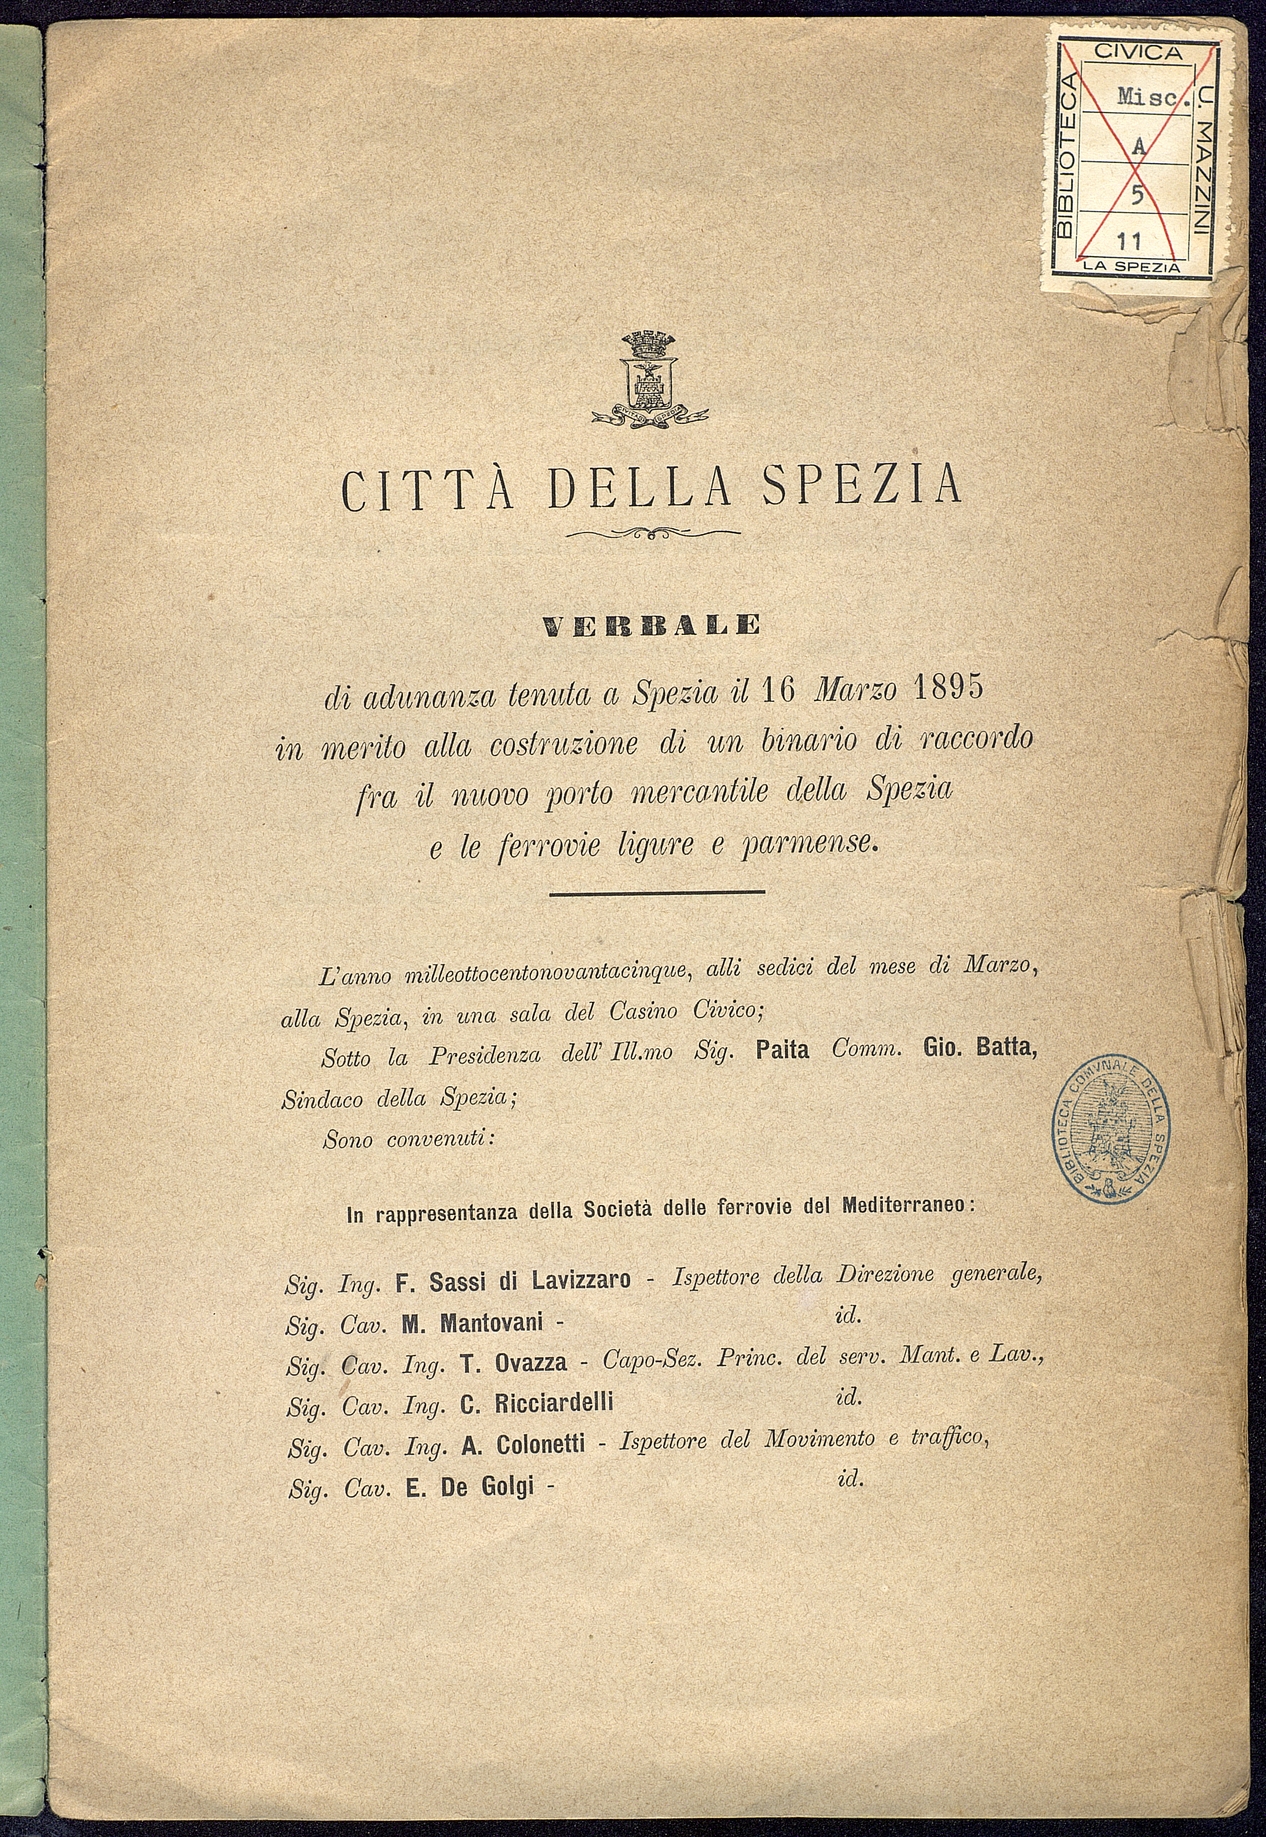 CIVICA
BIBLIOTECA
U. MAZZINI
Misc.
A
5
11
LA SPEZIA
CITTÀ DELLA SPEZIA
VERBALE
di adunanza tenuta a Spezia il 16 Marzo 1895
in merito alla costruzione di un binario di raccordo
fra il nuovo porto mercantile della Spezia
e le ferrovie ligure e parmense.
L'anno milleottocentonovantacinque, alli sedici del mese di Marzo,
alla Spezia, in una sala del Casino Civico;
Sotto la Presidenza dell' Ill.mo Sig. Paita Comm. Gio. Batta,
Sindaco della Spezia;
Sono convenuti:
BIBLIOTECA COMVNALE DELLA SPEZIA
In rappresentanza della Società delle ferrovie del Mediterraneo:
Sig. Ing. F. Sassi di Lavizzaro - Ispettore della Direzione generale,
Sig. Cav. M. Mantovani - id.
Sig. Cav. Ing. T. Ovazza - Capo-Sez. Princ. del serv. Mant. e Lav.,
Sig. Cav. Ing. C. Ricciardelli id.
Sig. Cav. Ing. A. Colonetti - Ispettore del Movimento e traffico,
Sig. Cav. E. De Golgi - id.